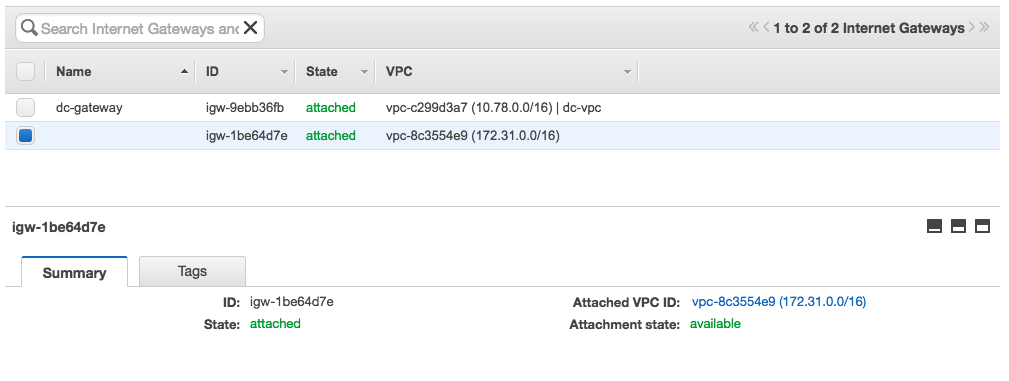 Search Internet Gateways and
1 to 2 of 2 Internet Gateways
Name ID State VPC
dc-gateway igw-9ebb36fb attached vpc-c299d3a7 (10.78.0.0/16) | dc-vpc
igw-1be64d7e attached vpc-8c3554e9 (172.31.0.0/16)
igw-1be64d7e
Summary Tags
ID: igw-1be64d7e Attached VPC ID: vpc-8c3554e9 (172.31.0.0/16)
State: attached Attachment state: available